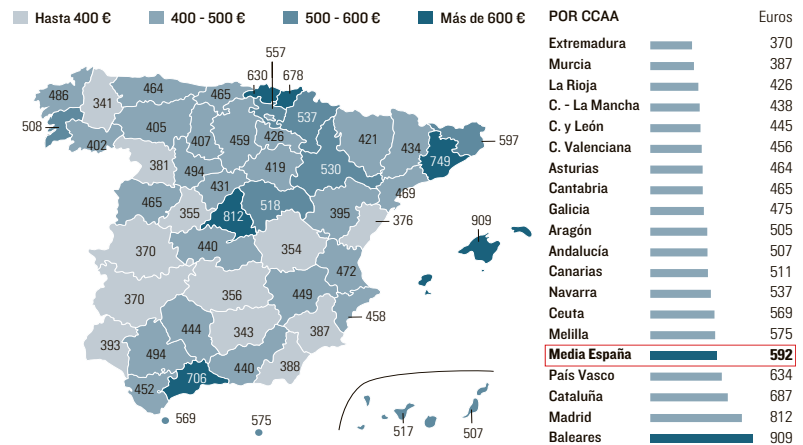 Hasta 400 €
400 - 500 €
500 - 600 €
Más de 600 €
486
341
464
465
630
557
678
508
402
405
407
459
426
537
421
434
749
597
381
494
419
530
469
465
355
431
812
518
395
376
370
440
354
909
370
356
449
472
458
393
494
444
343
387
452
706
440
388
569
575
517
507
POR CCAA Euros
Extremadura 370
Murcia 387
La Rioja 426
C. - La Mancha 438
C. y León 445
C. Valenciana 456
Asturias 464
Cantabria 465
Galicia 475
Aragón 505
Andalucía 507
Canarias 511
Navarra 537
Ceuta 569
Melilla 575
Media España 592
País Vasco 634
Cataluña 687
Madrid 812
Baleares 909